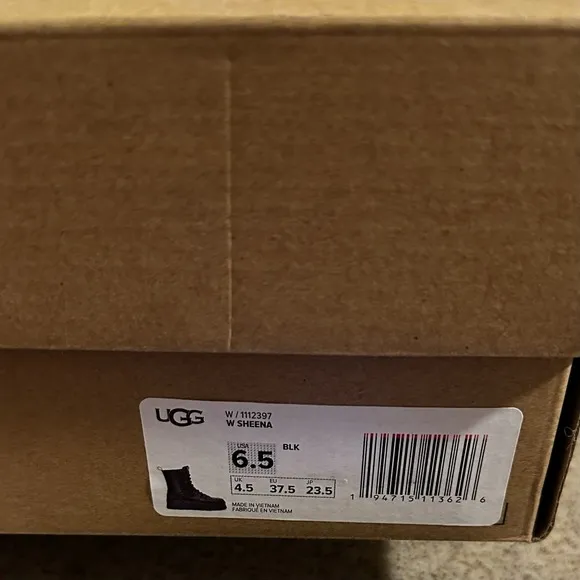 UGG
W / 1112397
W SHEENA
USA
6.5
BLK
UK EU JP
4.5 37.5 23.5
MADE IN VIETNAM
FABRIQUÉ EN VIETNAM
1 94715 11362 6